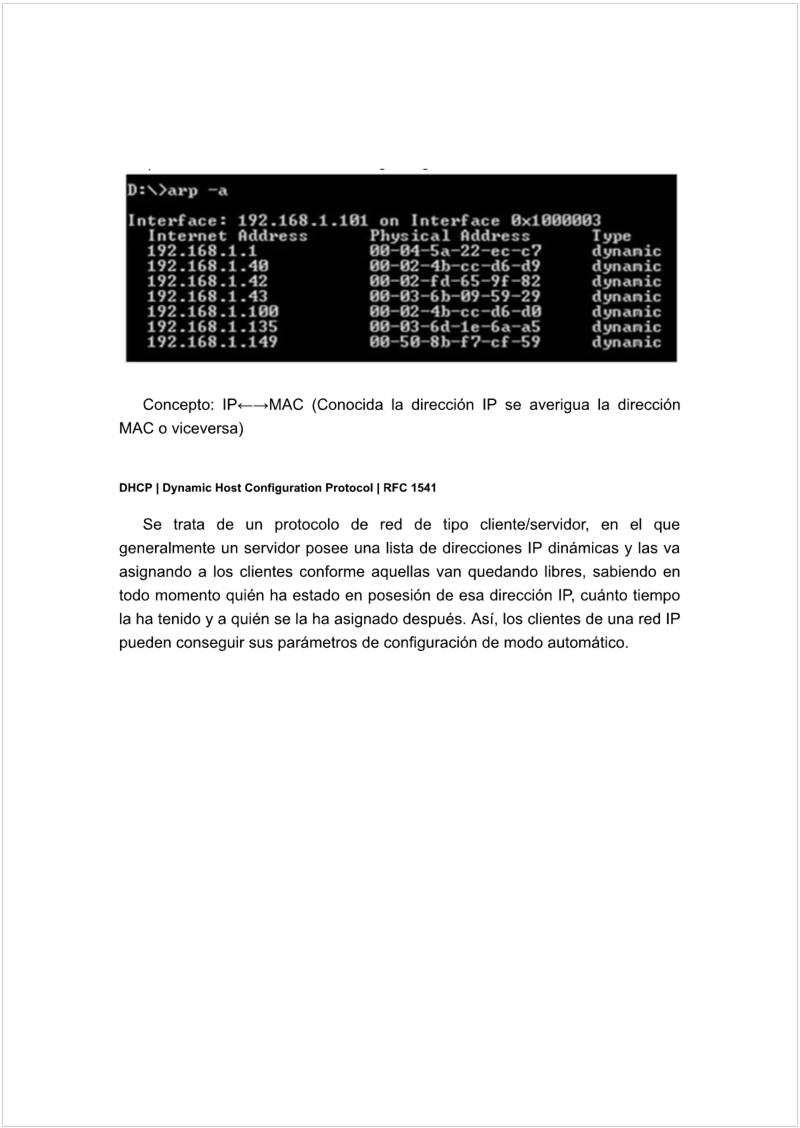 D:\>arp -a
Interface: 192.168.1.101 on Interface 0x1000003
Internet Address Physical Address Type
192.168.1.1 00-04-5a-22-ec-c7 dynamic
192.168.1.40 00-02-4b-cc-d6-d9 dynamic
192.168.1.42 00-02-fd-65-9f-82 dynamic
192.168.1.43 00-03-6b-09-59-29 dynamic
192.168.1.100 00-02-4b-cc-d6-d0 dynamic
192.168.1.135 00-03-6d-1e-6a-a5 dynamic
192.168.1.149 00-50-8b-f7-cf-59 dynamic
Concepto: IP←→MAC (Conocida la dirección IP se averigua la dirección
MAC o viceversa)
DHCP | Dynamic Host Configuration Protocol | RFC 1541
Se trata de un protocolo de red de tipo cliente/servidor, en el que
generalmente un servidor posee una lista de direcciones IP dinámicas y las va
asignando a los clientes conforme aquellas van quedando libres, sabiendo en
todo momento quién ha estado en posesión de esa dirección IP, cuánto tiempo
la ha tenido y a quién se la ha asignado después. Así, los clientes de una red IP
pueden conseguir sus parámetros de configuración de modo automático.